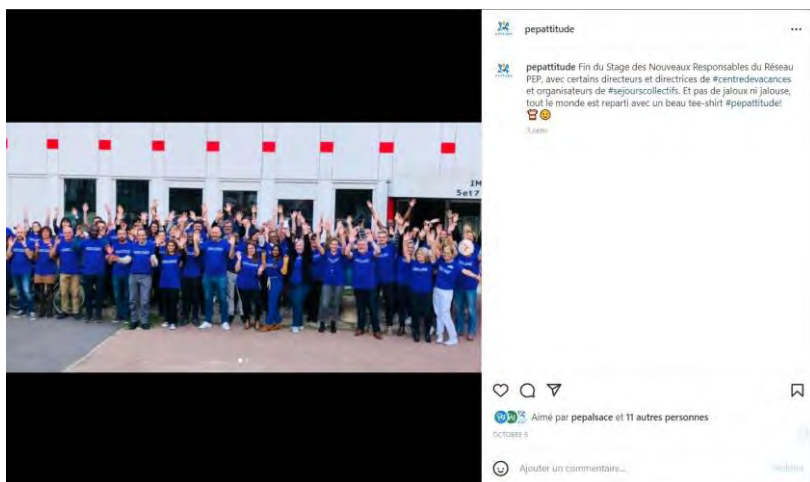 pepattitude
pepattitude Fin du Stage des Nouveaux Responsables du Réseau
PEP, avec certains directeurs et directrices de #centredevacances
et organisateurs de #sejourscollectifs. Et pas de jaloux ni jalouse,
tout le monde est reparti avec un beau tee-shirt #pepattitude!
IM
5et7
Aimé par pepalsace et 11 autres personnes
OCTOBRE 5
Ajouter un commentaire...
Publier